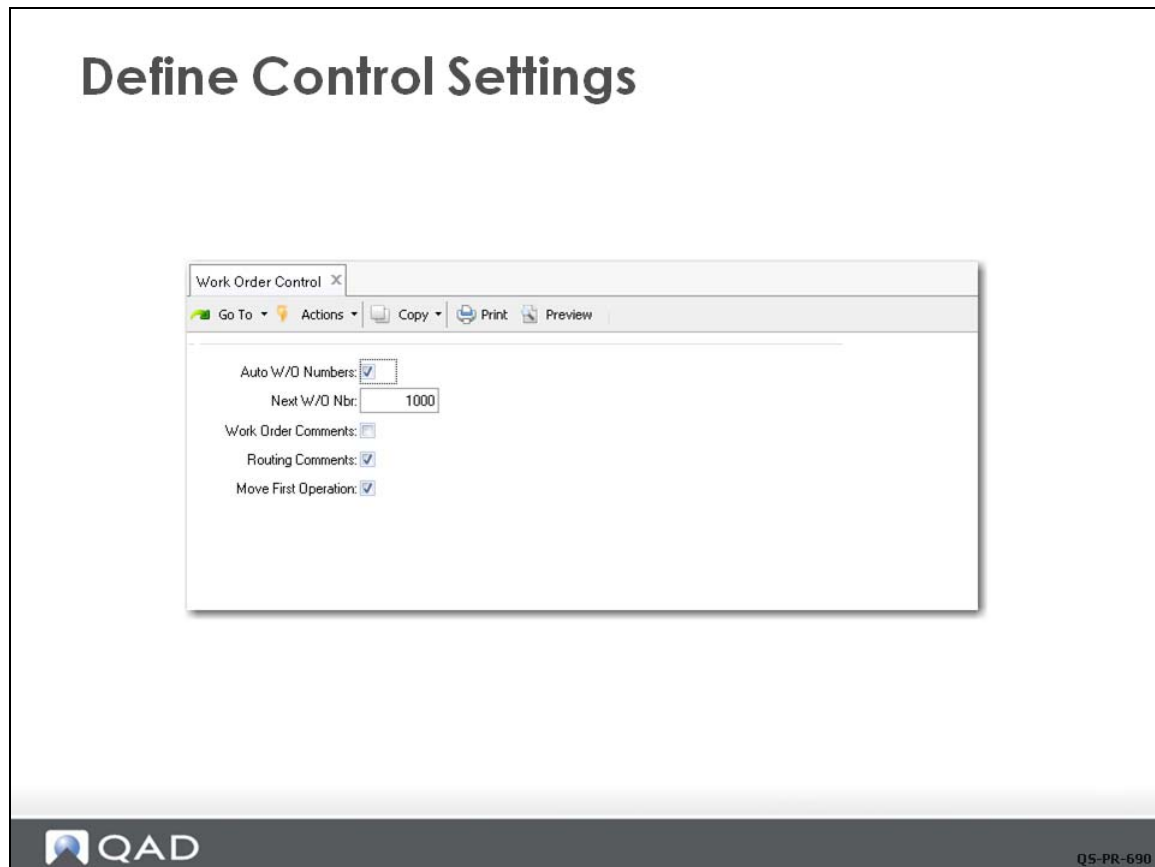 Define Control Settings
Work Order Control
Go To Actions Copy Print Preview
Auto W/O Numbers:
Next W/O Nbr: 1000
Work Order Comments:
Routing Comments:
Move First Operation:
QAD
QS-PR-690